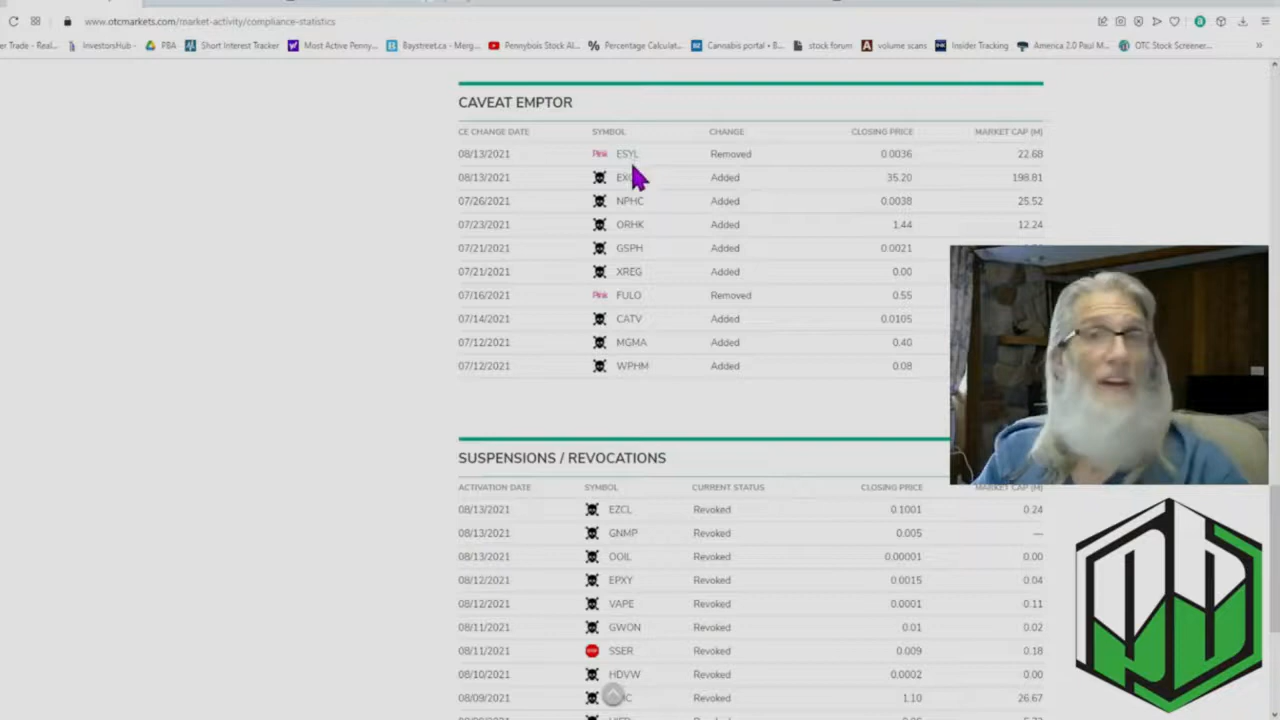 www.otcmarkets.com/market-activity/compliance-statistics
er Trade - Real... InvestorsHub - PBA Short Interest Tracker Most Active Penny... Baystreet.ca - Merg... Pennybois Stock Al... Percentage Calculat... Cannabis portal • B... stock forum volume scans Insider Tracking America 2.0 Paul M... OTC Stock Screener... »
CAVEAT EMPTOR
CE CHANGE DATE SYMBOL CHANGE CLOSING PRICE MARKET CAP (M)
08/13/2021 Pink ESYL Removed 0.0036 22.68
08/13/2021 Added 35.20 198.81
07/26/2021 NPHC Added 0.0038 25.52
07/23/2021 ORHK Added 1.44 12.24
07/21/2021 GSPH Added 0.0021
07/21/2021 XREG Added 0.00
07/16/2021 Pink FULO Removed 0.55
07/14/2021 CATV Added 0.0105
07/12/2021 MGMA Added 0.40
07/12/2021 WPHM Added 0.08
SUSPENSIONS / REVOCATIONS
ACTIVATION DATE SYMBOL CURRENT STATUS CLOSING PRICE MARKET CAP (M)
08/13/2021 EZCL Revoked 0.1001 0.24
08/13/2021 GNMP Revoked 0.005 —
08/13/2021 OOIL Revoked 0.00001 0.00
08/12/2021 EPXY Revoked 0.0015 0.04
08/12/2021 VAPE Revoked 0.0001 0.11
08/11/2021 GWON Revoked 0.01 0.02
08/11/2021 SSER Revoked 0.009 0.18
08/10/2021 HDVW Revoked 0.0002 0.00
08/09/2021 Revoked 1.10 26.67